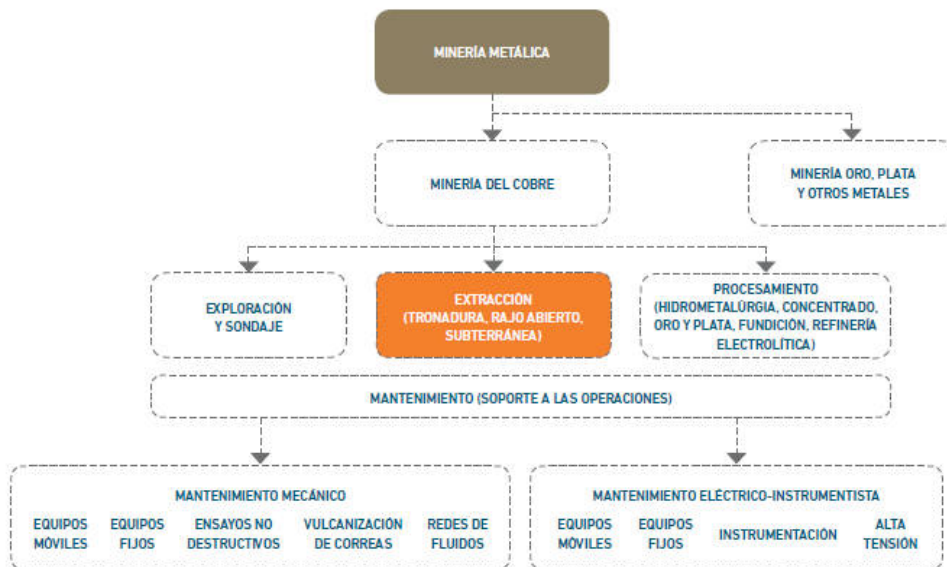 MINERÍA METÁLICA
MINERÍA DEL COBRE
MINERÍA ORO, PLATA
Y OTROS METALES
EXPLORACIÓN
Y SONDAJE
EXTRACCIÓN
(TRONADURA, RAJO ABIERTO,
SUBTERRÁNEA)
PROCESAMIENTO
(HIDROMETALÚRGIA, CONCENTRADO,
ORO Y PLATA, FUNDICIÓN, REFINERÍA
ELECTROLÍTICA)
MANTENIMIENTO (SOPORTE A LAS OPERACIONES)
MANTENIMIENTO MECÁNICO
EQUIPOS
MÓVILES
EQUIPOS
FIJOS
ENSAYOS NO
DESTRUCTIVOS
VULCANIZACIÓN
DE CORREAS
REDES DE
FLUIDOS
MANTENIMIENTO ELÉCTRICO-INSTRUMENTISTA
EQUIPOS
MÓVILES
EQUIPOS
FIJOS
INSTRUMENTACIÓN
ALTA
TENSIÓN